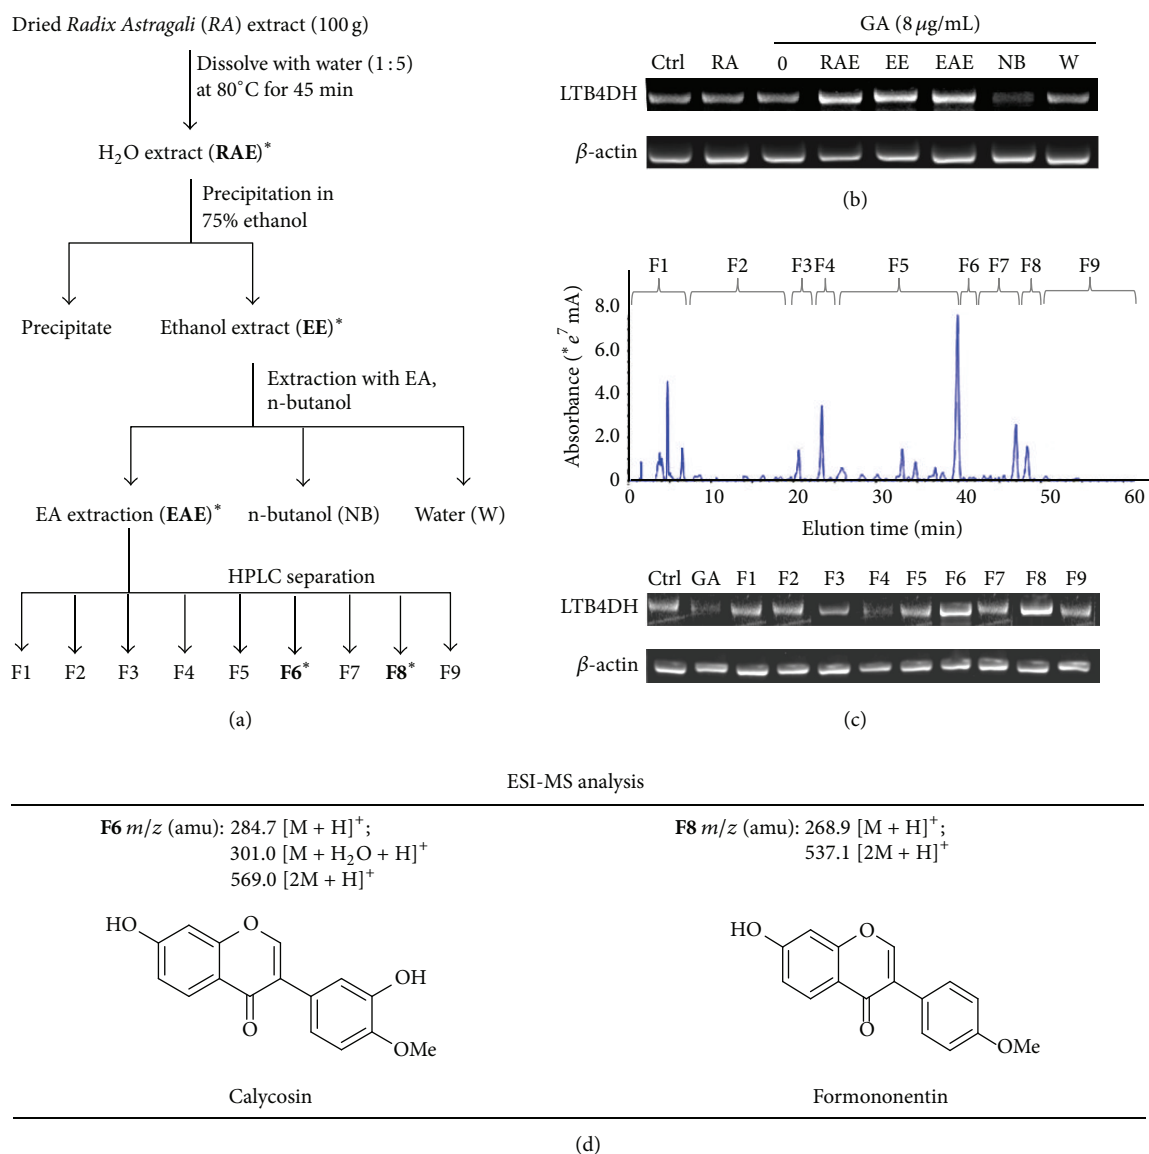 Dried Radix Astragali (RA) extract (100 g)
Dissolve with water (1 : 5)
at 80°C for 45 min
H2O extract (RAE)*
Precipitation in
75% ethanol
Precipitate
Ethanol extract (EE)*
Extraction with EA,
n-butanol
EA extraction (EAE)*
n-butanol (NB)
Water (W)
HPLC separation
F1 F2 F3 F4 F5 F6* F7 F8* F9
(a)
GA (8 μg/mL)
Ctrl RA 0 RAE EE EAE NB W
LTB4DH
β-actin
(b)
F1 F2 F3 F4 F5 F6 F7 F8 F9
Absorbance (*e7 mA)
8.0
6.0
4.0
2.0
0
0 10 20 30 40 50 60
Elution time (min)
Ctrl GA F1 F2 F3 F4 F5 F6 F7 F8 F9
LTB4DH
β-actin
(c)
ESI-MS analysis
F6 m/z (amu): 284.7 [M + H]+;
301.0 [M + H2O + H]+
569.0 [2M + H]+
HO
O
OH
O
OMe
Calycosin
F8 m/z (amu): 268.9 [M + H]+;
537.1 [2M + H]+
HO
O
O
OMe
Formononentin
(d)